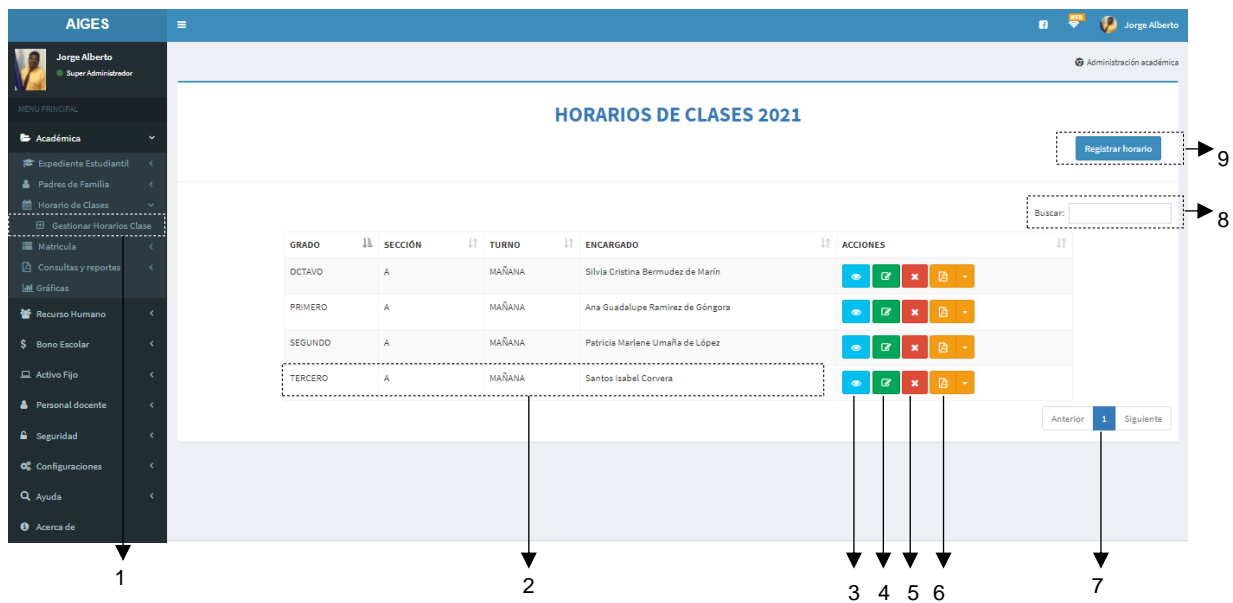 AIGES
WEB
Jorge Alberto
Jorge Alberto
Super Administrador
Administración académica
MENU PRINCIPAL
HORARIOS DE CLASES 2021
Académica
Registrar horario
9
Expediente Estudiantil
Padres de Familia
Horario de Clases
Buscar:
8
Gestionar Horarios Clase
Matricula
GRADO SECCIÓN TURNO ENCARGADO ACCIONES
Consultas y reportes
OCTAVO A MAÑANA Silvia Cristina Bermudez de Marín
Gráficas
PRIMERO A MAÑANA Ana Guadalupe Ramirez de Góngora
Recurso Humano
SEGUNDO A MAÑANA Patricia Marlene Umaña de López
Bono Escolar
Activo Fijo
TERCERO A MAÑANA Santos Isabel Corvera
Personal docente
Anterior 1 Siguiente
Seguridad
Configuraciones
Ayuda
Acerca de
1 2 3 4 5 6 7